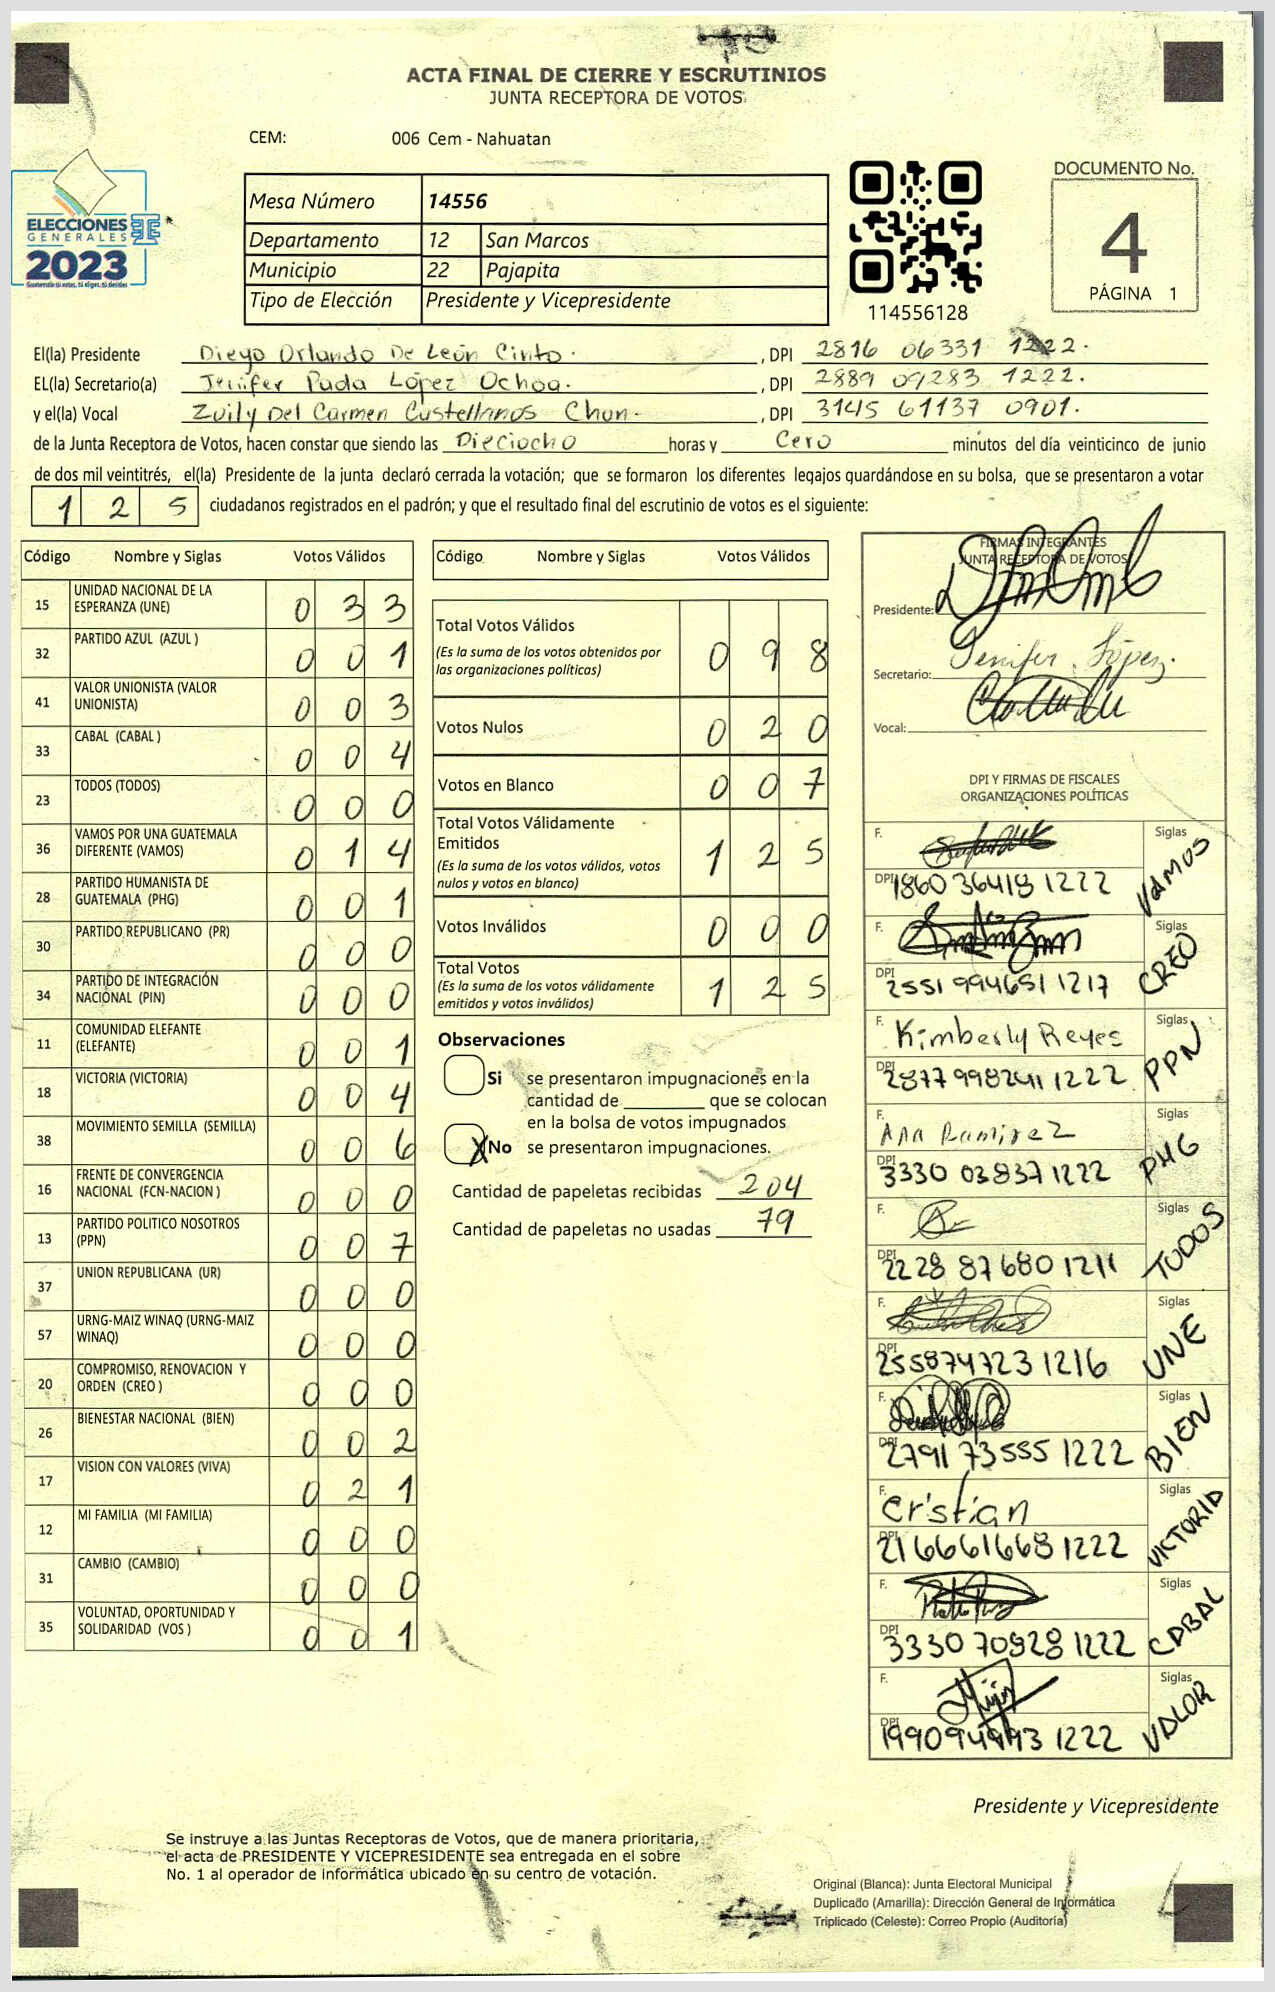 ACTA FINAL DE CIERRE Y ESCRUTINIOS
JUNTA RECEPTORA DE VOTOS
CEM: 006 Cem - Nahuatan
ELECCIONES
GENERALES
2023
Guatemala tú votas, tú eliges, tú decides
Mesa Número 14556
Departamento 12 San Marcos
Municipio 22 Pajapita
Tipo de Elección Presidente y Vicepresidente
114556128
DOCUMENTO No.
4
PÁGINA 1
El(la) Presidente Diego Orlando De León Cinto. , DPI 2816 06331 1222.
EL(la) Secretario(a) Jenifer Paola López Ochoa. , DPI 2889 09283 1222.
y el(la) Vocal Zuily Del Carmen Castellanos Chun. , DPI 3145 61137 0901.
de la Junta Receptora de Votos, hacen constar que siendo las Dieciocho horas y Cero minutos del día veinticinco de junio
de dos mil veintitrés, el(la) Presidente de la junta declaró cerrada la votación; que se formaron los diferentes legajos quardándose en su bolsa, que se presentaron a votar
1 2 5 ciudadanos registrados en el padrón; y que el resultado final del escrutinio de votos es el siguiente:
Código Nombre y Siglas Votos Válidos
15 UNIDAD NACIONAL DE LA ESPERANZA (UNE) 0 3 3
32 PARTIDO AZUL (AZUL ) 0 0 1
41 VALOR UNIONISTA (VALOR UNIONISTA) 0 0 3
33 CABAL (CABAL ) 0 0 4
23 TODOS (TODOS) 0 0 0
36 VAMOS POR UNA GUATEMALA DIFERENTE (VAMOS) 0 1 4
28 PARTIDO HUMANISTA DE GUATEMALA (PHG) 0 0 1
30 PARTIDO REPUBLICANO (PR) 0 0 0
34 PARTIDO DE INTEGRACIÓN NACIONAL (PIN) 0 0 0
11 COMUNIDAD ELEFANTE (ELEFANTE) 0 0 1
18 VICTORIA (VICTORIA) 0 0 4
38 MOVIMIENTO SEMILLA (SEMILLA) 0 0 6
16 FRENTE DE CONVERGENCIA NACIONAL (FCN-NACION ) 0 0 0
13 PARTIDO POLITICO NOSOTROS (PPN) 0 0 7
37 UNION REPUBLICANA (UR) 0 0 0
57 URNG-MAIZ WINAQ (URNG-MAIZ WINAQ) 0 0 0
20 COMPROMISO, RENOVACION Y ORDEN (CREO ) 0 0 0
26 BIENESTAR NACIONAL (BIEN) 0 0 2
17 VISION CON VALORES (VIVA) 0 2 1
12 MI FAMILIA (MI FAMILIA) 0 0 0
31 CAMBIO (CAMBIO) 0 0 0
35 VOLUNTAD, OPORTUNIDAD Y SOLIDARIDAD (VOS ) 0 0 1
Código Nombre y Siglas Votos Válidos
Total Votos Válidos 0 9 8
(Es la suma de los votos obtenidos por
las organizaciones políticas)
Votos Nulos 0 2 0
Votos en Blanco 0 0 7
Total Votos Válidamente
Emitidos 1 2 5
(Es la suma de los votos válidos, votos
nulos y votos en blanco)
Votos Inválidos 0 0 0
Total Votos 1 2 5
(Es la suma de los votos válidamente
emitidos y votos inválidos)
Observaciones
Si se presentaron impugnaciones en la
cantidad de que se colocan
en la bolsa de votos impugnados
X No se presentaron impugnaciones.
Cantidad de papeletas recibidas 204
Cantidad de papeletas no usadas 79
FIRMAS INTEGRANTES
JUNTA RECEPTORA DE VOTOS
Presidente:
Secretario: Jenifer López.
Vocal:
DPI Y FIRMAS DE FISCALES
ORGANIZACIONES POLÍTICAS
F. Siglas VAMOS
DPI 1860 36418 1222
F. Siglas CREO
DPI 2551 99465 1 1217
F. Kimberly Reyes Siglas PPN
DPI 2877 998241 1222
F. Ana Ramirez Siglas PHG
DPI 3330 03837 1222
F. Siglas TODOS
DPI 2228 87680 1211
F. Siglas UNE
DPI 255874723 1216
F. Siglas BIEN
DPI 2791 73555 1222
F. Cristian Siglas VICTORIA
DPI 216661668 1222
F. Siglas CABAL
DPI 3330 70928 1222
F. Siglas VALOR
DPI 1222
Presidente y Vicepresidente
Se instruye a las Juntas Receptoras de Votos, que de manera prioritaria,
el acta de PRESIDENTE Y VICEPRESIDENTE sea entregada en el sobre
No. 1 al operador de informática ubicado en su centro de votación.
Original (Blanca): Junta Electoral Municipal
Duplicado (Amarilla): Dirección General de Informática
Triplicado (Celeste): Correo Propio (Auditoría)